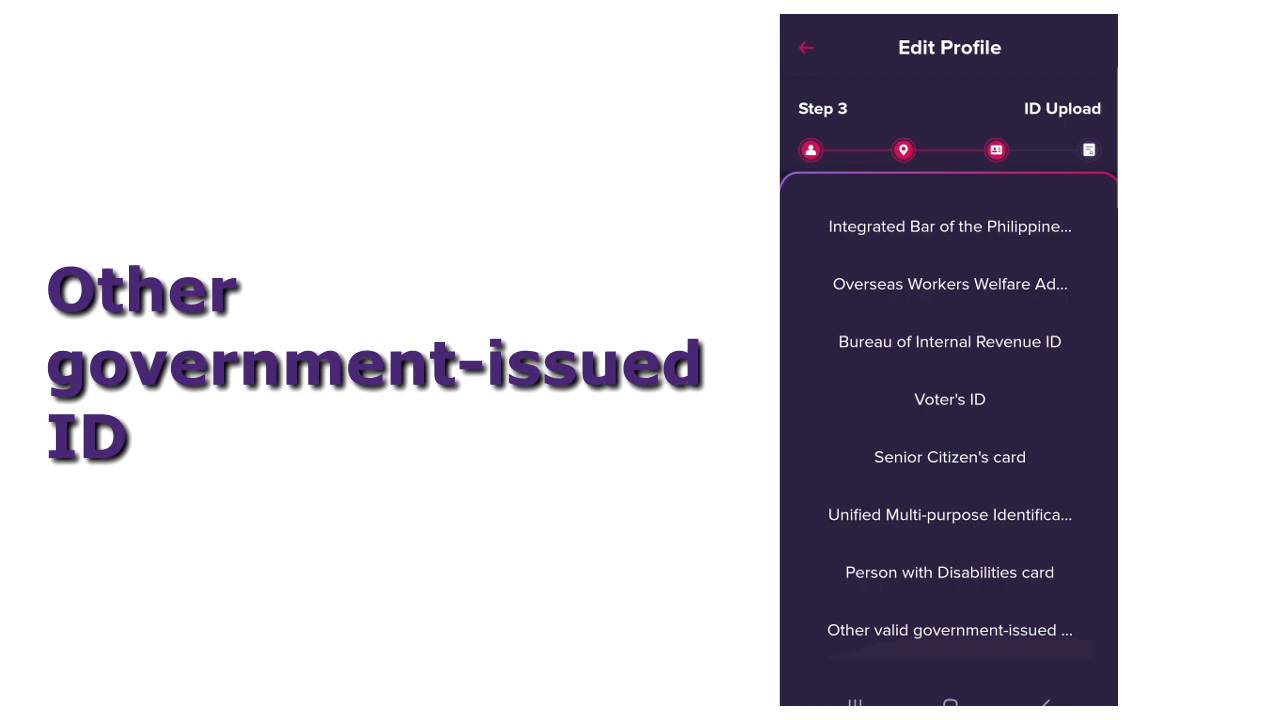 Other
government-issued
ID
Edit Profile
Step 3 ID Upload
Integrated Bar of the Philippine...
Overseas Workers Welfare Ad...
Bureau of Internal Revenue ID
Voter's ID
Senior Citizen's card
Unified Multi-purpose Identifica...
Person with Disabilities card
Other valid government-issued ...